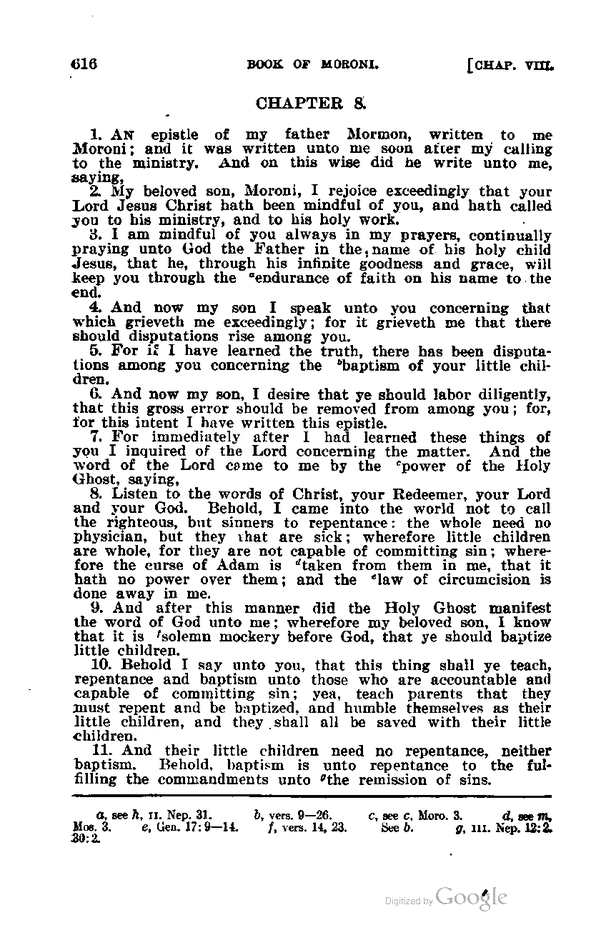 616 BOOK OF MORONI. [CHAP. VIII.
CHAPTER 8.
1. AN epistle of my father Mormon, written to me
Moroni; and it was written unto me soon after my calling
to the ministry. And on this wise did he write unto me,
saying,
2. My beloved son, Moroni, I rejoice exceedingly that your
Lord Jesus Christ hath been mindful of you, and hath called
you to his ministry, and to his holy work.
3. I am mindful of you always in my prayers, continually
praying unto God the Father in the name of his holy child
Jesus, that he, through his infinite goodness and grace, will
keep you through the ᵃendurance of faith on his name to the
end.
4. And now my son I speak unto you concerning that
which grieveth me exceedingly; for it grieveth me that there
should disputations rise among you.
5. For if I have learned the truth, there has been disputa-
tions among you concerning the ᵇbaptism of your little chil-
dren.
6. And now my son, I desire that ye should labor diligently,
that this gross error should be removed from among you; for,
for this intent I have written this epistle.
7. For immediately after I had learned these things of
you I inquired of the Lord concerning the matter. And the
word of the Lord came to me by the ᶜpower of the Holy
Ghost, saying,
8. Listen to the words of Christ, your Redeemer, your Lord
and your God. Behold, I came into the world not to call
the righteous, but sinners to repentance: the whole need no
physician, but they that are sick; wherefore little children
are whole, for they are not capable of committing sin; where-
fore the curse of Adam is ᵈtaken from them in me, that it
hath no power over them; and the ᵉlaw of circumcision is
done away in me.
9. And after this manner did the Holy Ghost manifest
the word of God unto me; wherefore my beloved son, I know
that it is ᶠsolemn mockery before God, that ye should baptize
little children.
10. Behold I say unto you, that this thing shall ye teach,
repentance and baptism unto those who are accountable and
capable of committing sin; yea, teach parents that they
must repent and be baptized, and humble themselves as their
little children, and they shall all be saved with their little
children.
11. And their little children need no repentance, neither
baptism. Behold, baptism is unto repentance to the ful-
filling the commandments unto ᵍthe remission of sins.
a, see h, II. Nep. 31. b, vers. 9—26. c, see c, Moro. 3. d, see m,
Mos. 3. e, Gen. 17:9—14. f, vers. 14, 23. See b. g, III. Nep. 12:2.
30:2.
Digitized by Google